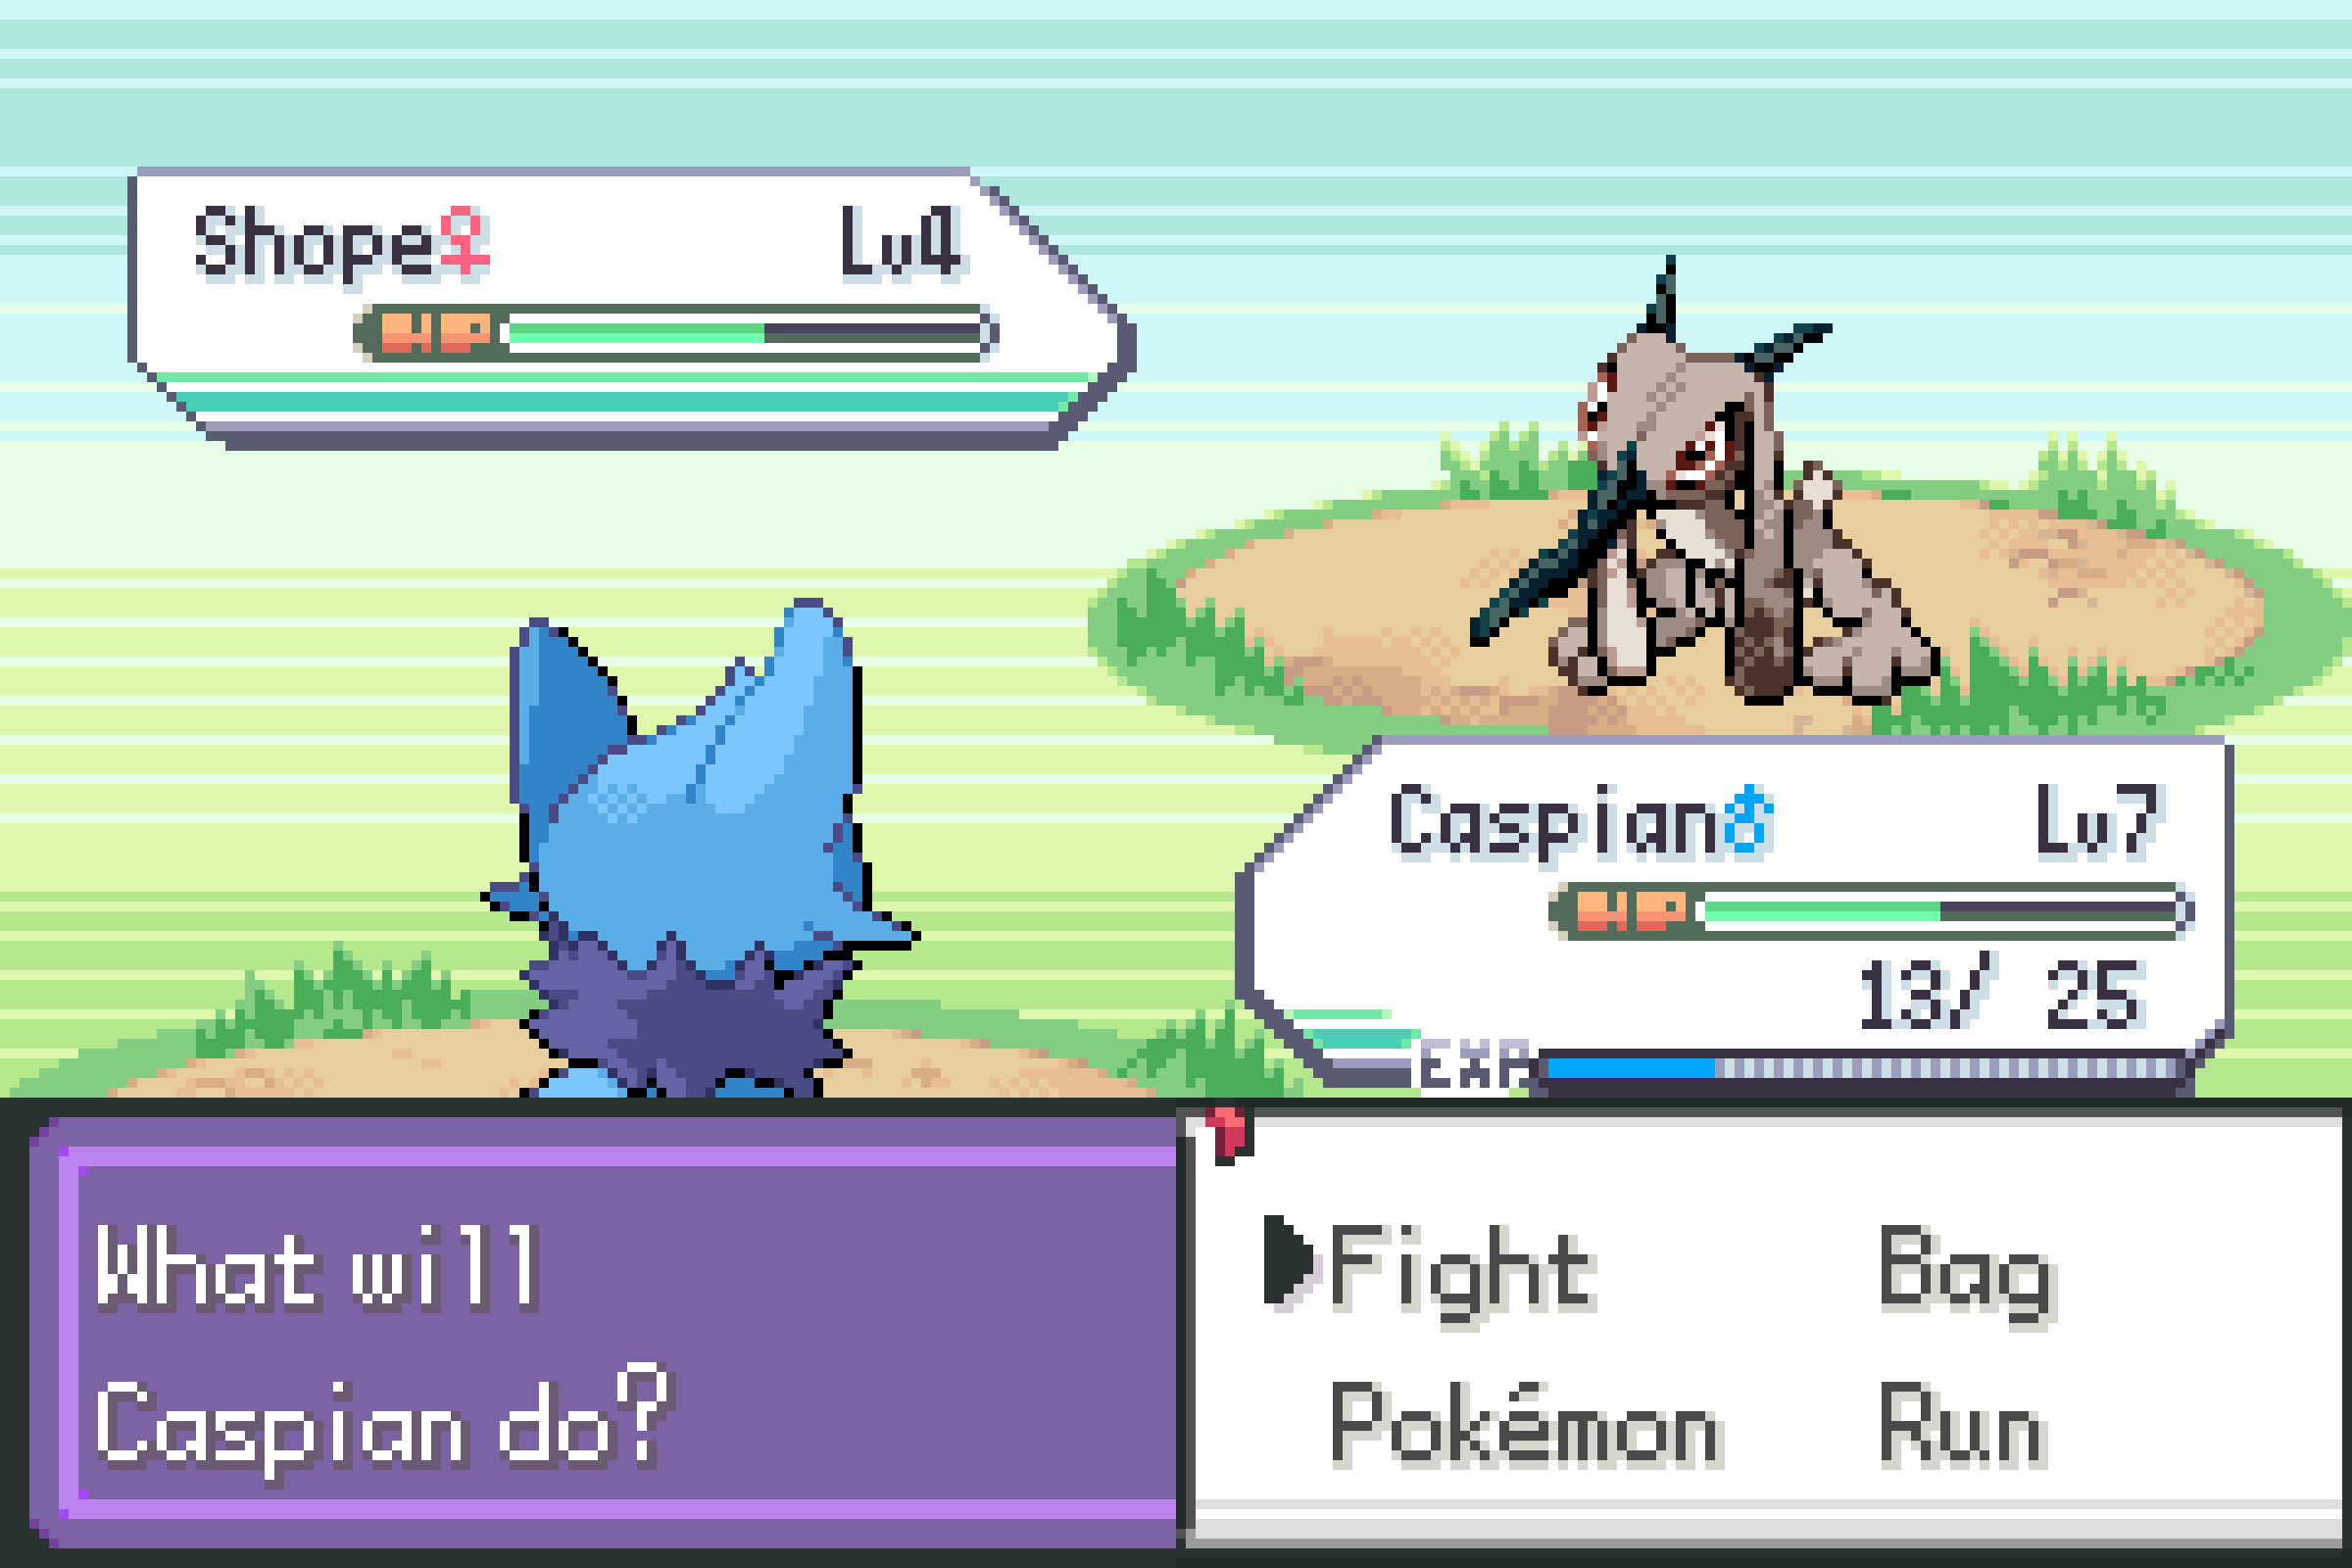 Shope♀ Lv4
HP
Caspian♂ Lv7
HP
13/ 25
EXP
What will
Caspian do?
Fight Bag
Pokémon Run